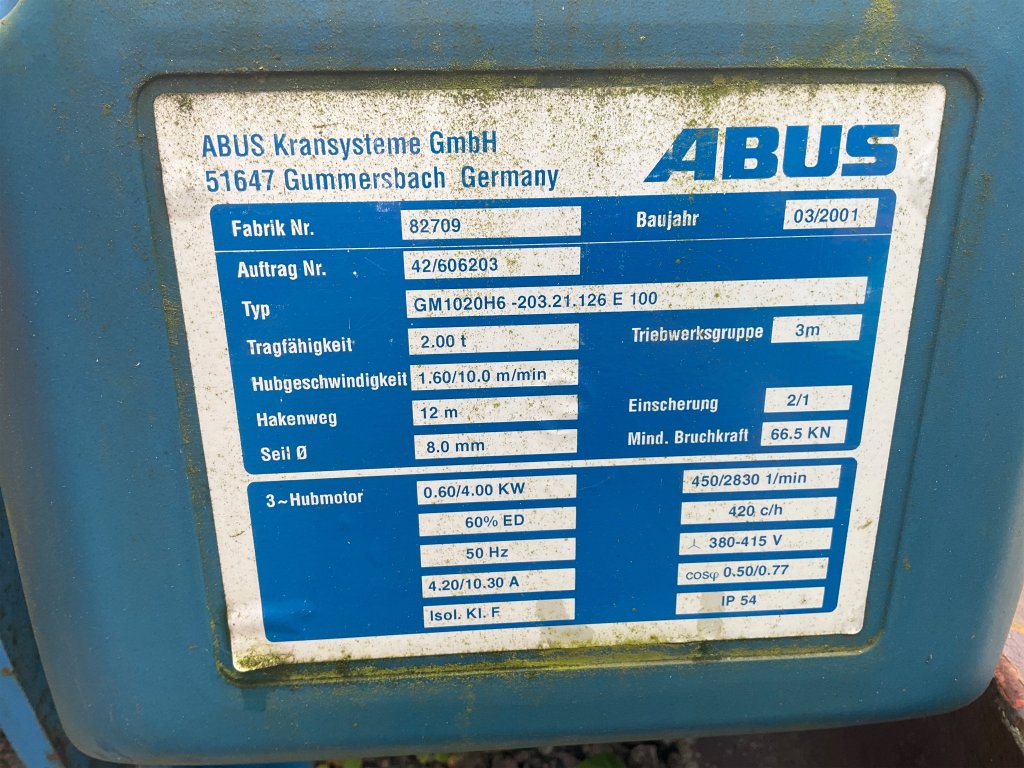 ABUS Kransysteme GmbH
51647 Gummersbach Germany
ABUS
Fabrik Nr. 82709 Baujahr 03/2001
Auftrag Nr. 42/606203
Typ GM1020H6 -203.21.126 E 100
Tragfähigkeit 2.00 t Triebwerksgruppe 3m
Hubgeschwindigkeit 1.60/10.0 m/min
Hakenweg 12 m Einscherung 2/1
Seil Ø 8.0 mm Mind. Bruchkraft 66.5 KN
3~Hubmotor 0.60/4.00 KW 450/2830 1/min
60% ED 420 c/h
50 Hz ⅄ 380-415 V
4.20/10.30 A cosφ 0.50/0.77
Isol. Kl. F IP 54